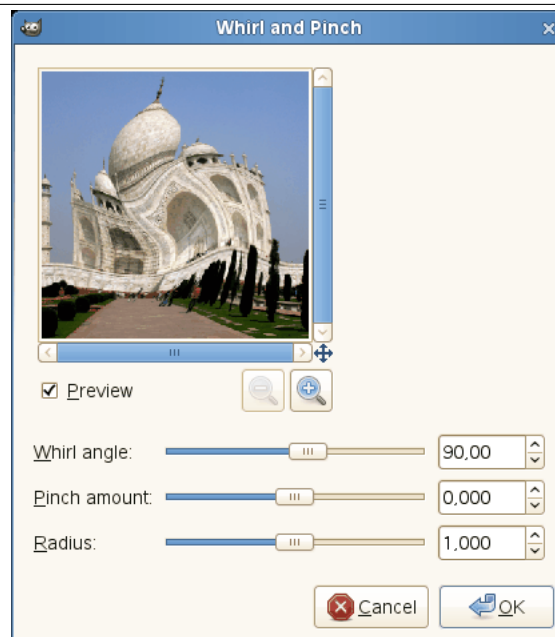 Whirl and Pinch
Preview
Whirl angle: 90,00
Pinch amount: 0,000
Radius: 1,000
Cancel OK